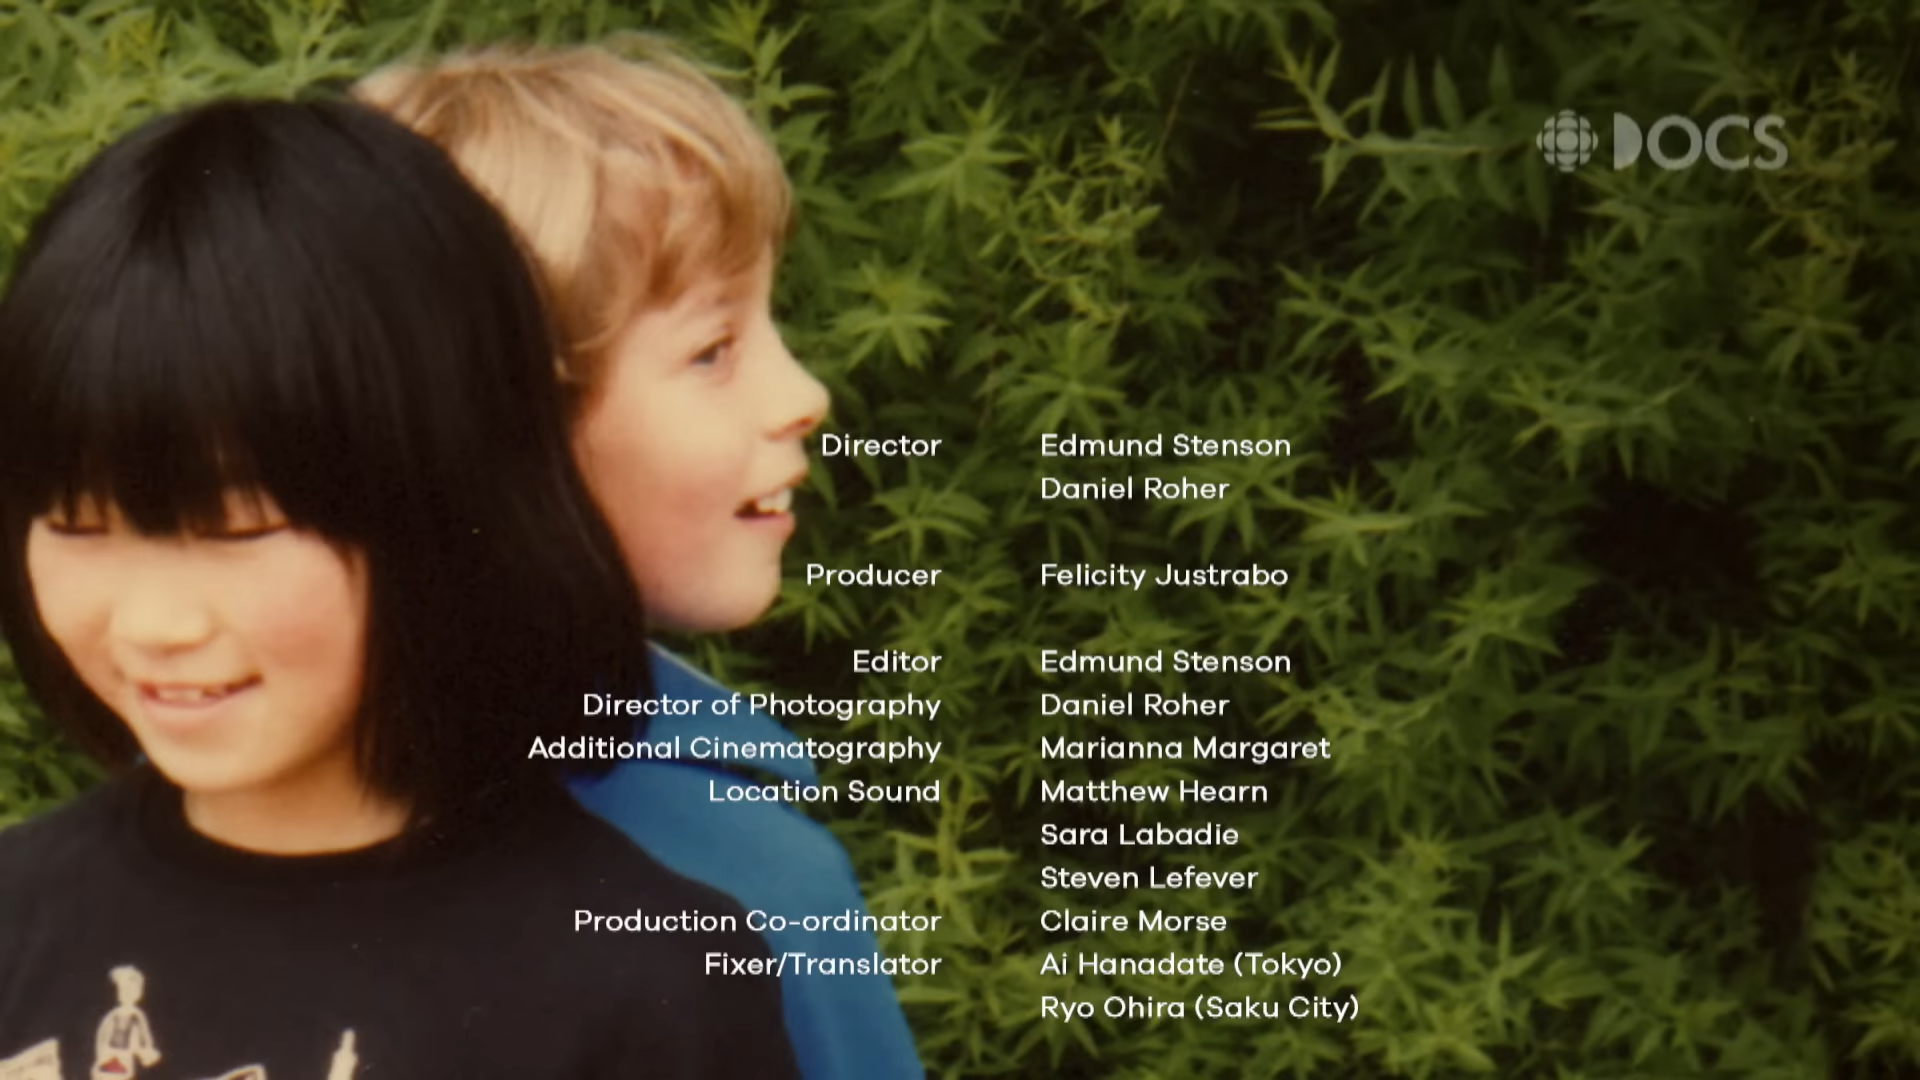 DOCS
Director Edmund Stenson
Daniel Roher
Producer Felicity Justrabo
Editor Edmund Stenson
Director of Photography Daniel Roher
Additional Cinematography Marianna Margaret
Location Sound Matthew Hearn
Sara Labadie
Steven Lefever
Production Co-ordinator Claire Morse
Fixer/Translator Ai Hanadate (Tokyo)
Ryo Ohira (Saku City)